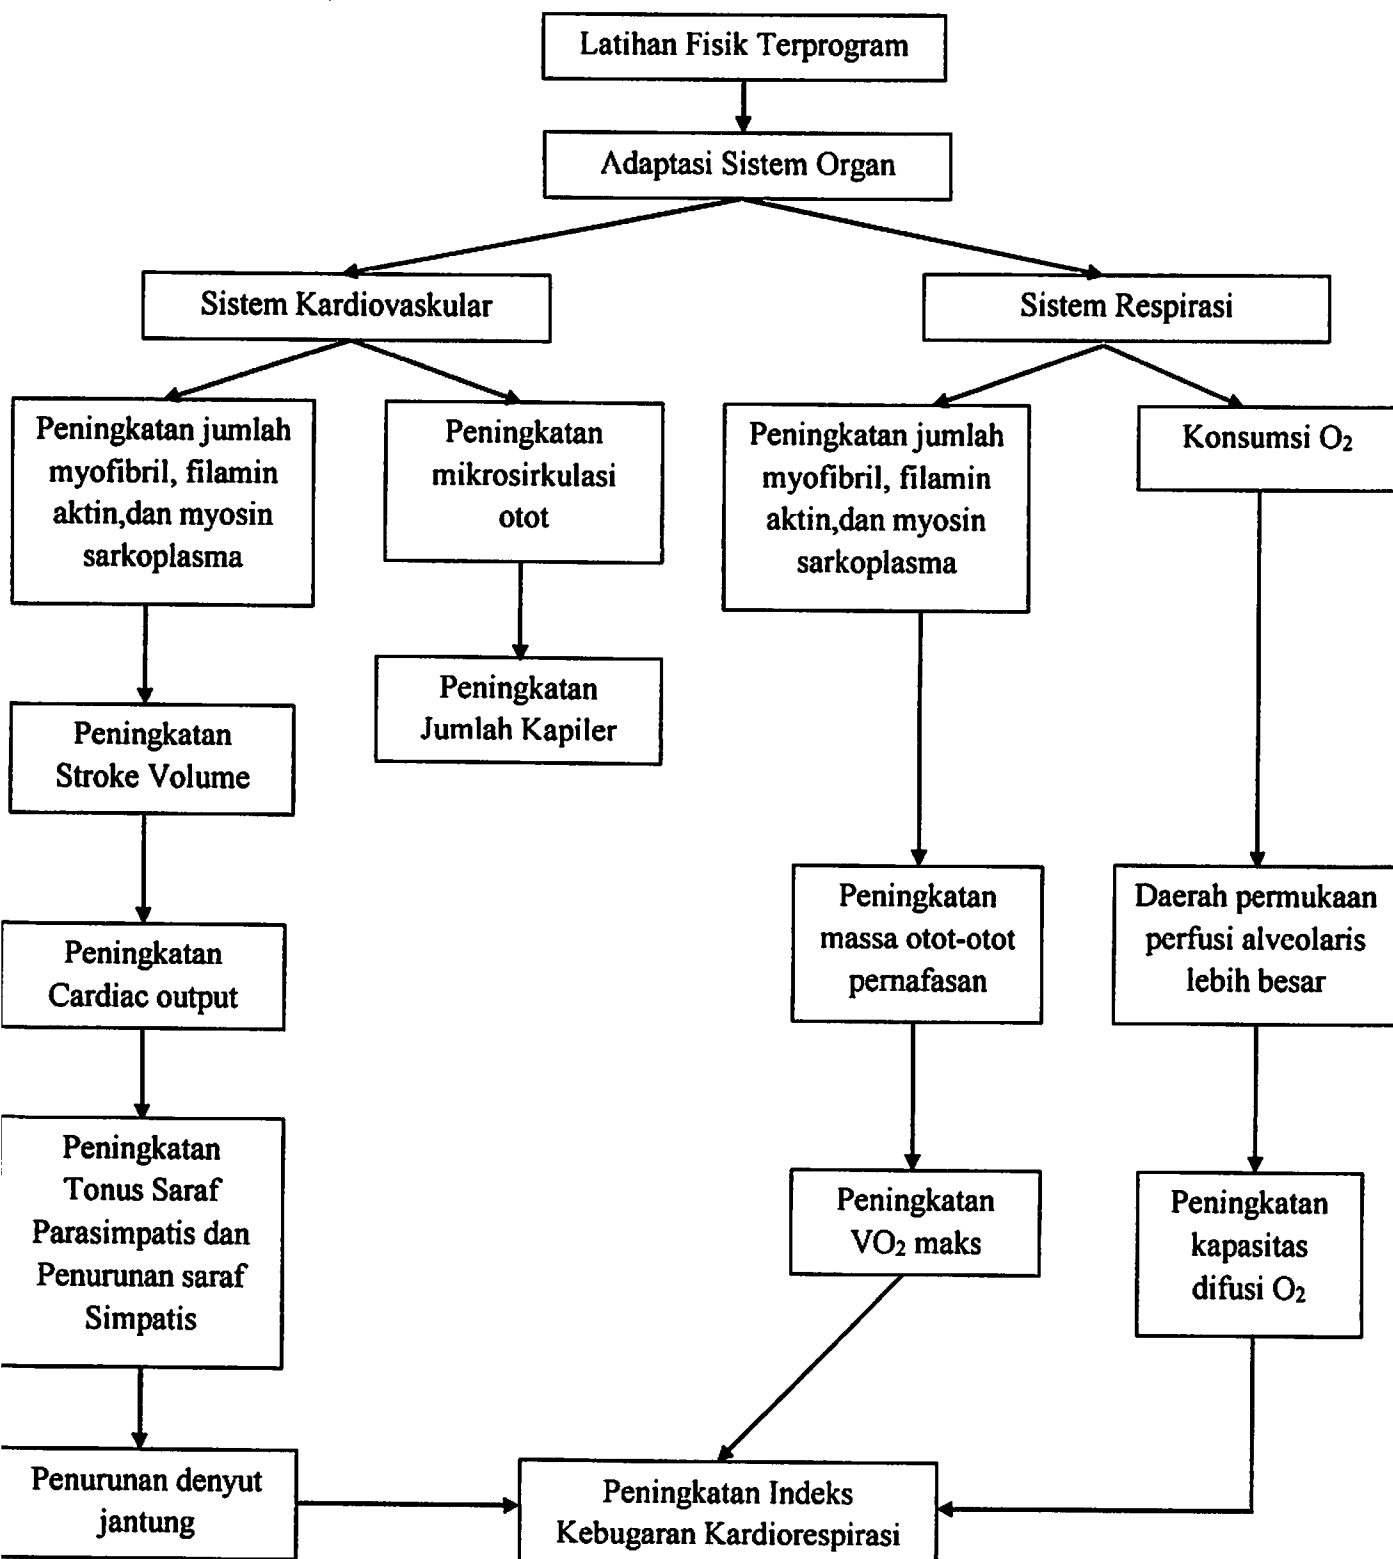 Latihan Fisik Terprogram
Adaptasi Sistem Organ
Sistem Kardiovaskular
Sistem Respirasi
Peningkatan jumlah
myofibril, filamin
aktin,dan myosin
sarkoplasma
Peningkatan
mikrosirkulasi
otot
Peningkatan jumlah
myofibril, filamin
aktin,dan myosin
sarkoplasma
Konsumsi O₂
Peningkatan
Jumlah Kapiler
Peningkatan
Stroke Volume
Peningkatan
massa otot-otot
pernafasan
Daerah permukaan
perfusi alveolaris
lebih besar
Peningkatan
Cardiac output
Peningkatan
Tonus Saraf
Parasimpatis dan
Penurunan saraf
Simpatis
Peningkatan
VO₂ maks
Peningkatan
kapasitas
difusi O₂
Penurunan denyut
jantung
Peningkatan Indeks
Kebugaran Kardiorespirasi